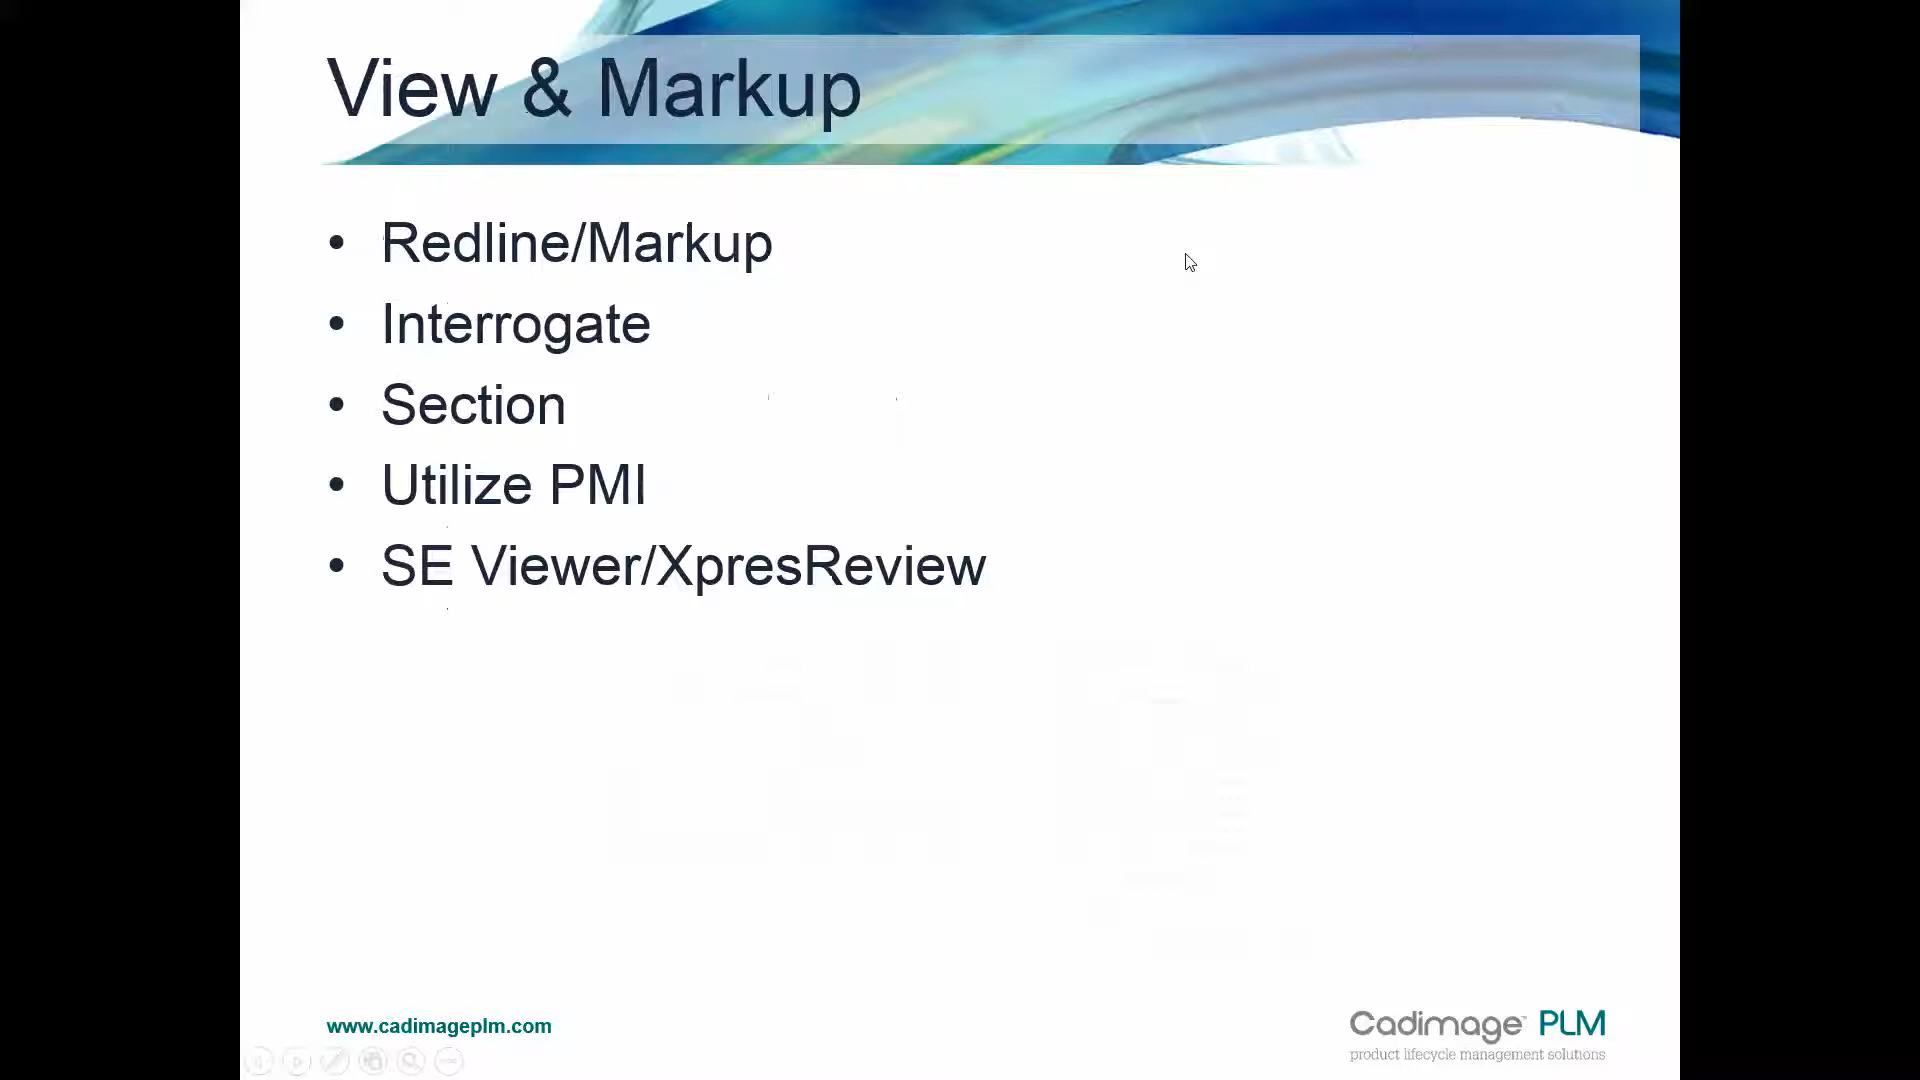 View & Markup
• Redline/Markup
• Interrogate
• Section
• Utilize PMI
• SE Viewer/XpresReview
www.cadimageplm.com
Cadimage™ PLM
product lifecycle management solutions